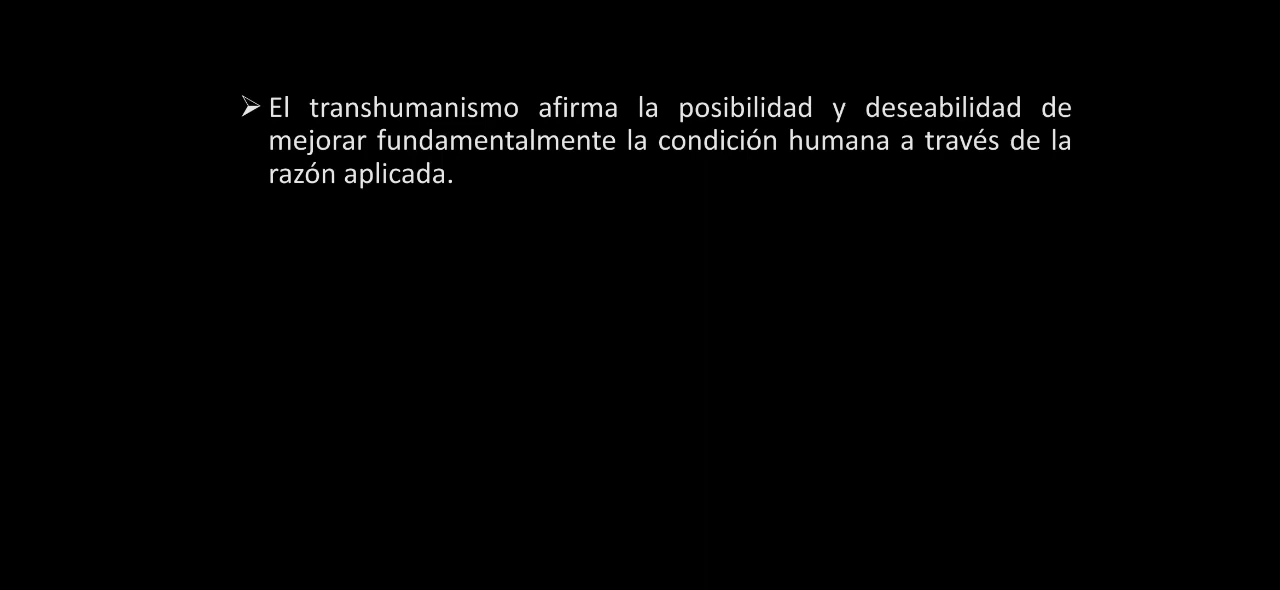 ➢ El transhumanismo afirma la posibilidad y deseabilidad de
mejorar fundamentalmente la condición humana a través de la
razón aplicada.